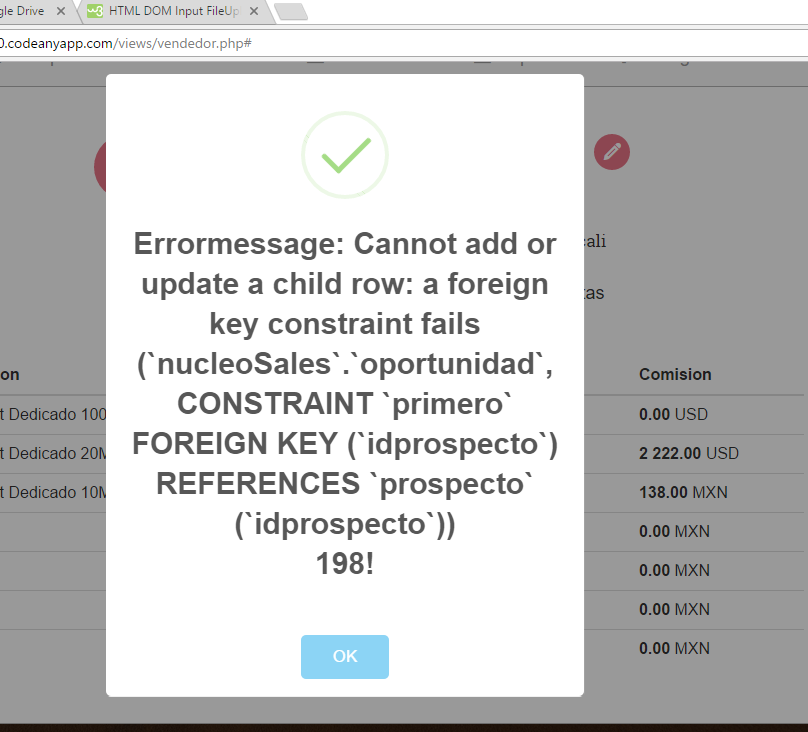 gle Drive
HTML DOM Input FileUp
0.codeanyapp.com/views/vendedor.php#
Errormessage: Cannot add or
update a child row: a foreign
key constraint fails
(`nucleoSales`.`oportunidad`,
CONSTRAINT `primero`
FOREIGN KEY (`idprospecto`)
REFERENCES `prospecto`
(`idprospecto`))
198!
OK
cali
tas
on
Comision
t Dedicado 100
0.00 USD
t Dedicado 20M
2 222.00 USD
t Dedicado 10M
138.00 MXN
0.00 MXN
0.00 MXN
0.00 MXN
0.00 MXN